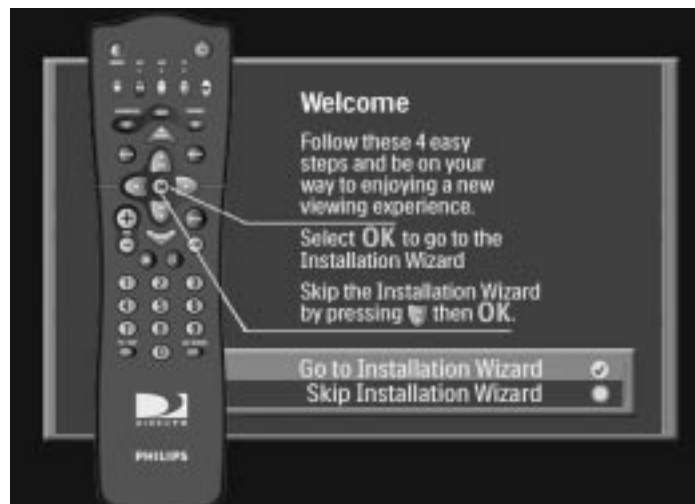 Welcome
Follow these 4 easy
steps and be on your
way to enjoying a new
viewing experience.
Select OK to go to the
Installation Wizard
Skip the Installation Wizard
by pressing then OK.
Go to Installation Wizard
Skip Installation Wizard
DIRECTV
PHILIPS